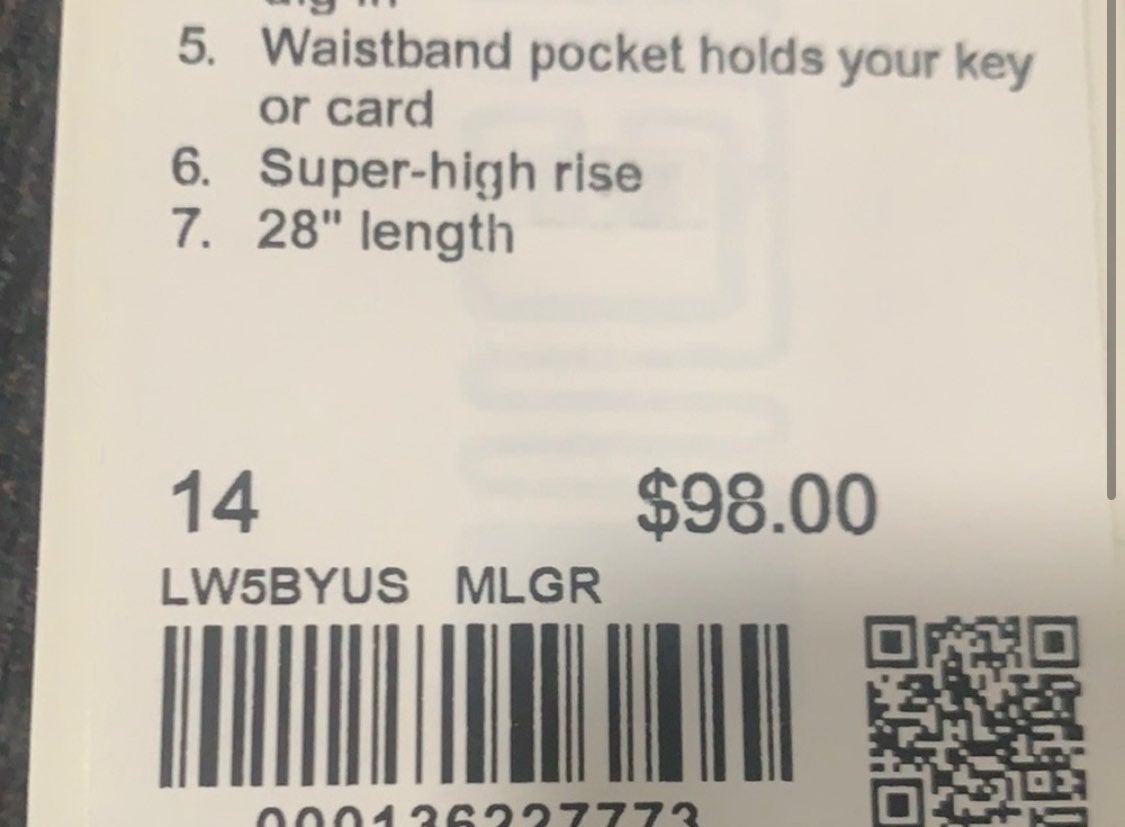 5. Waistband pocket holds your key
or card
6. Super-high rise
7. 28" length
14 $98.00
LW5BYUS MLGR
000136227773